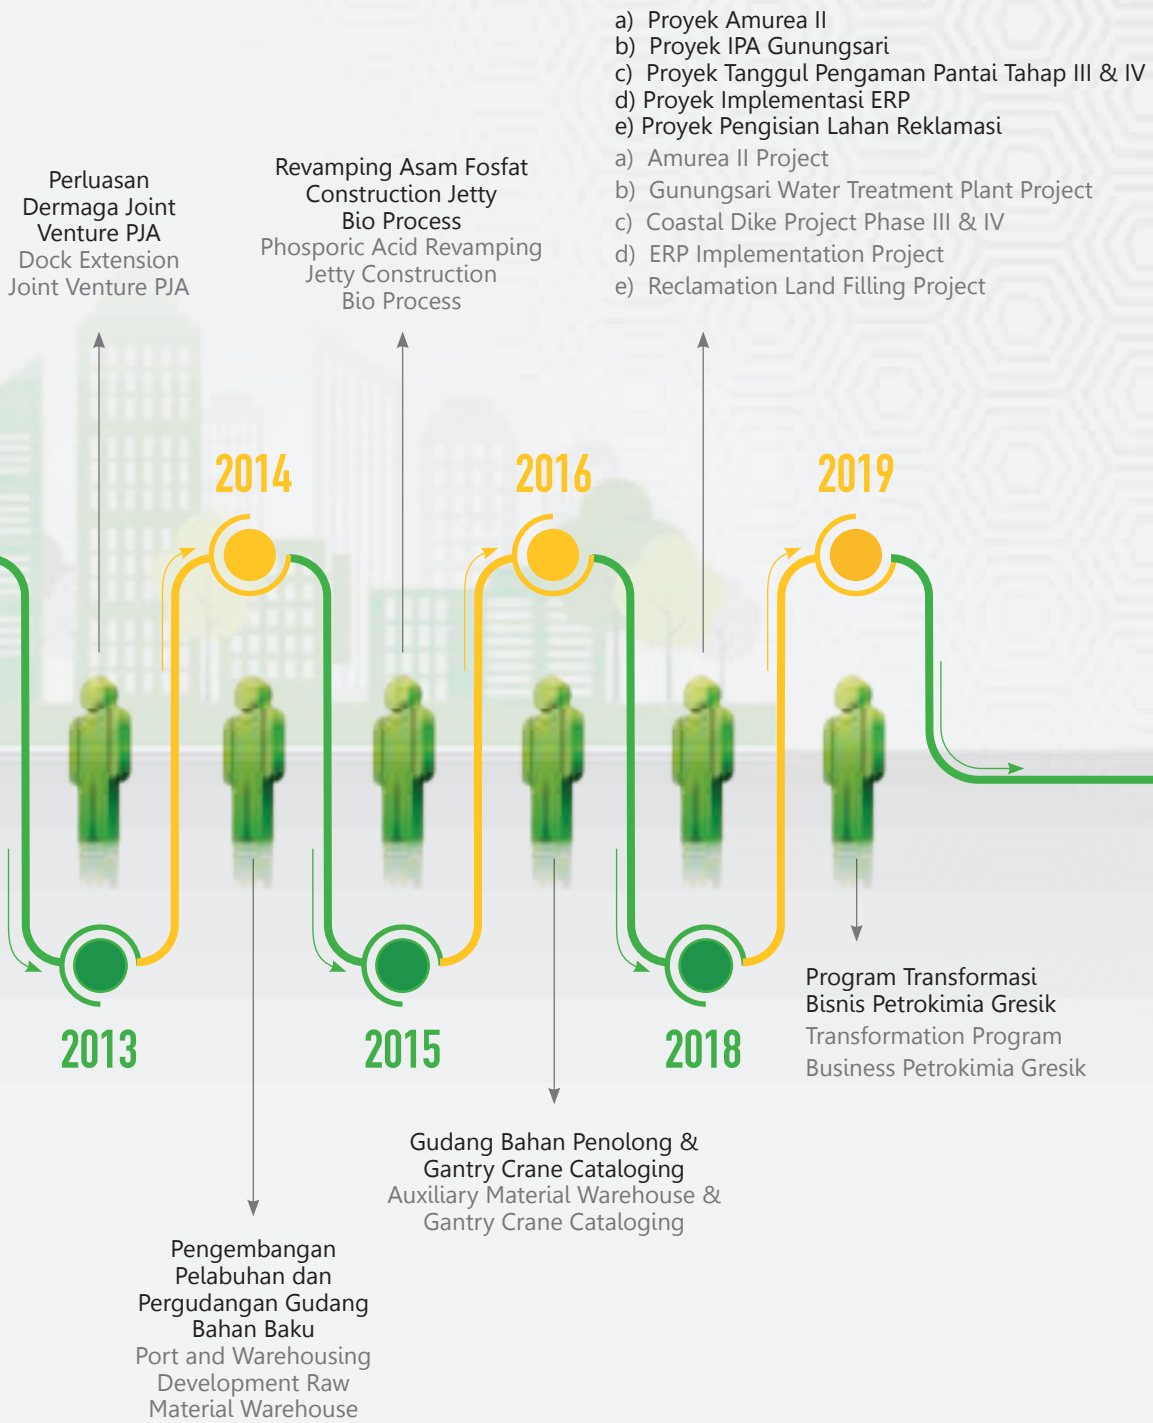 a) Proyek Amurea II
b) Proyek IPA Gunungsari
c) Proyek Tanggul Pengaman Pantai Tahap III & IV
d) Proyek Implementasi ERP
e) Proyek Pengisian Lahan Reklamasi
a) Amurea II Project
b) Gunungsari Water Treatment Plant Project
c) Coastal Dike Project Phase III & IV
d) ERP Implementation Project
e) Reclamation Land Filling Project
Revamping Asam Fosfat
Construction Jetty
Bio Process
Phosporic Acid Revamping
Jetty Construction
Bio Process
Perluasan
Dermaga Joint
Venture PJA
Dock Extension
Joint Venture PJA
2014
2016
2019
2013
2015
2018
Program Transformasi
Bisnis Petrokimia Gresik
Transformation Program
Business Petrokimia Gresik
Gudang Bahan Penolong &
Gantry Crane Cataloging
Auxiliary Material Warehouse &
Gantry Crane Cataloging
Pengembangan
Pelabuhan dan
Pergudangan Gudang
Bahan Baku
Port and Warehousing
Development Raw
Material Warehouse